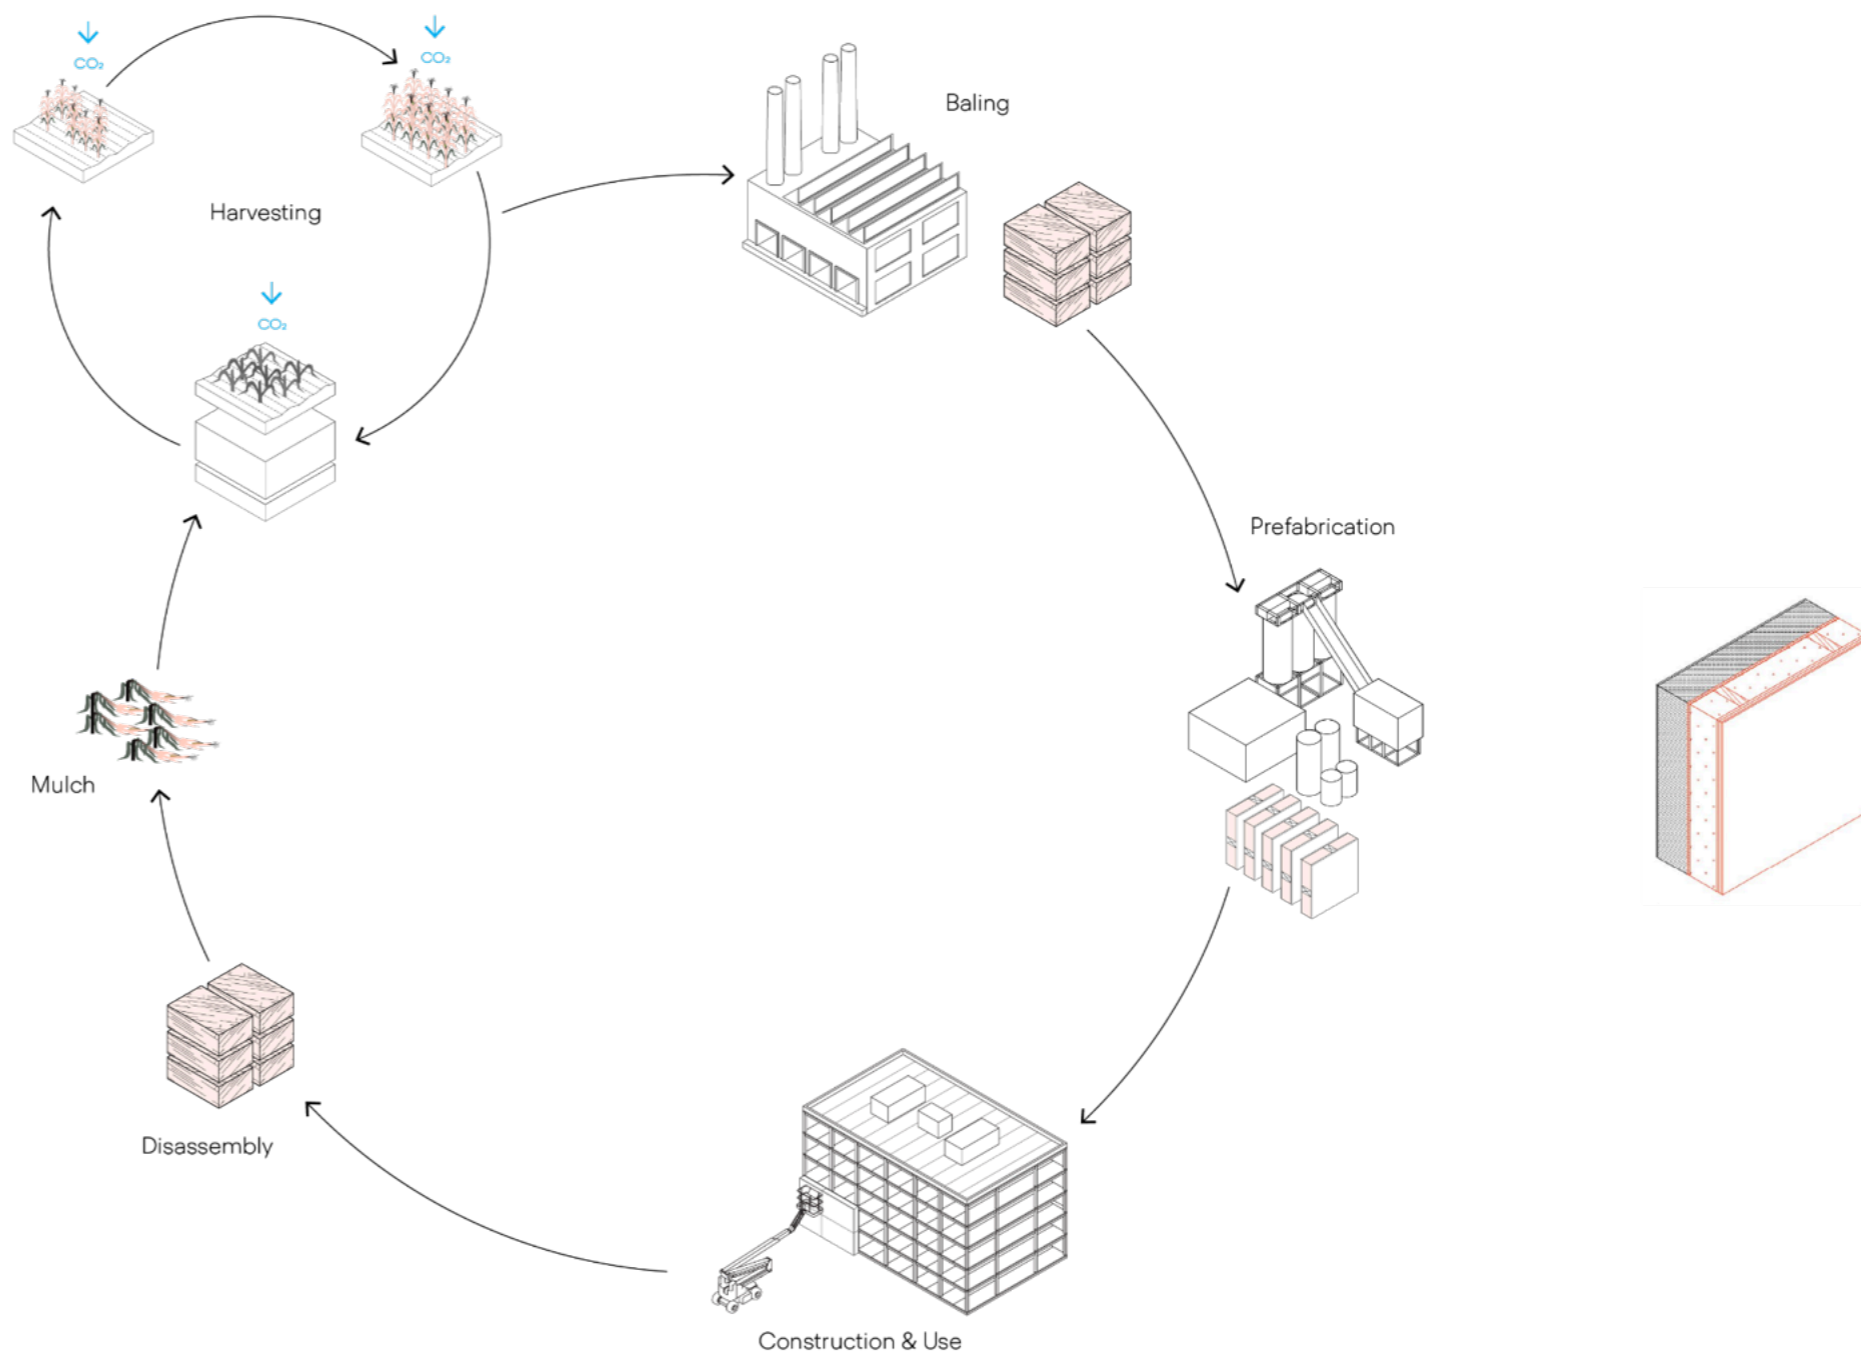 CO₂
CO₂
Baling
Harvesting
CO₂
Prefabrication
Mulch
Disassembly
Construction & Use